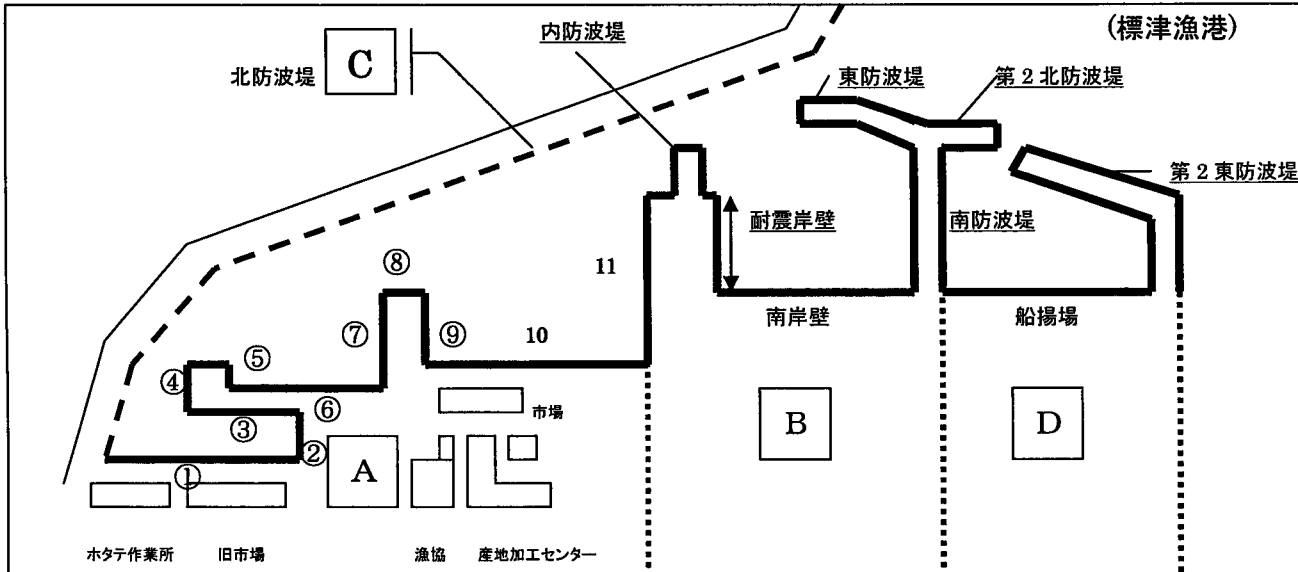 (標津漁港)
内防波堤
東防波堤
第2北防波堤
北防波堤
C
第2東防波堤
耐震岸壁
南防波堤
⑧
11
⑦
⑨
10
南岸壁
船揚場
⑤
④
⑥
市場
③
B
D
②
A
①
ホタテ作業所
旧市場
漁協
産地加工センター